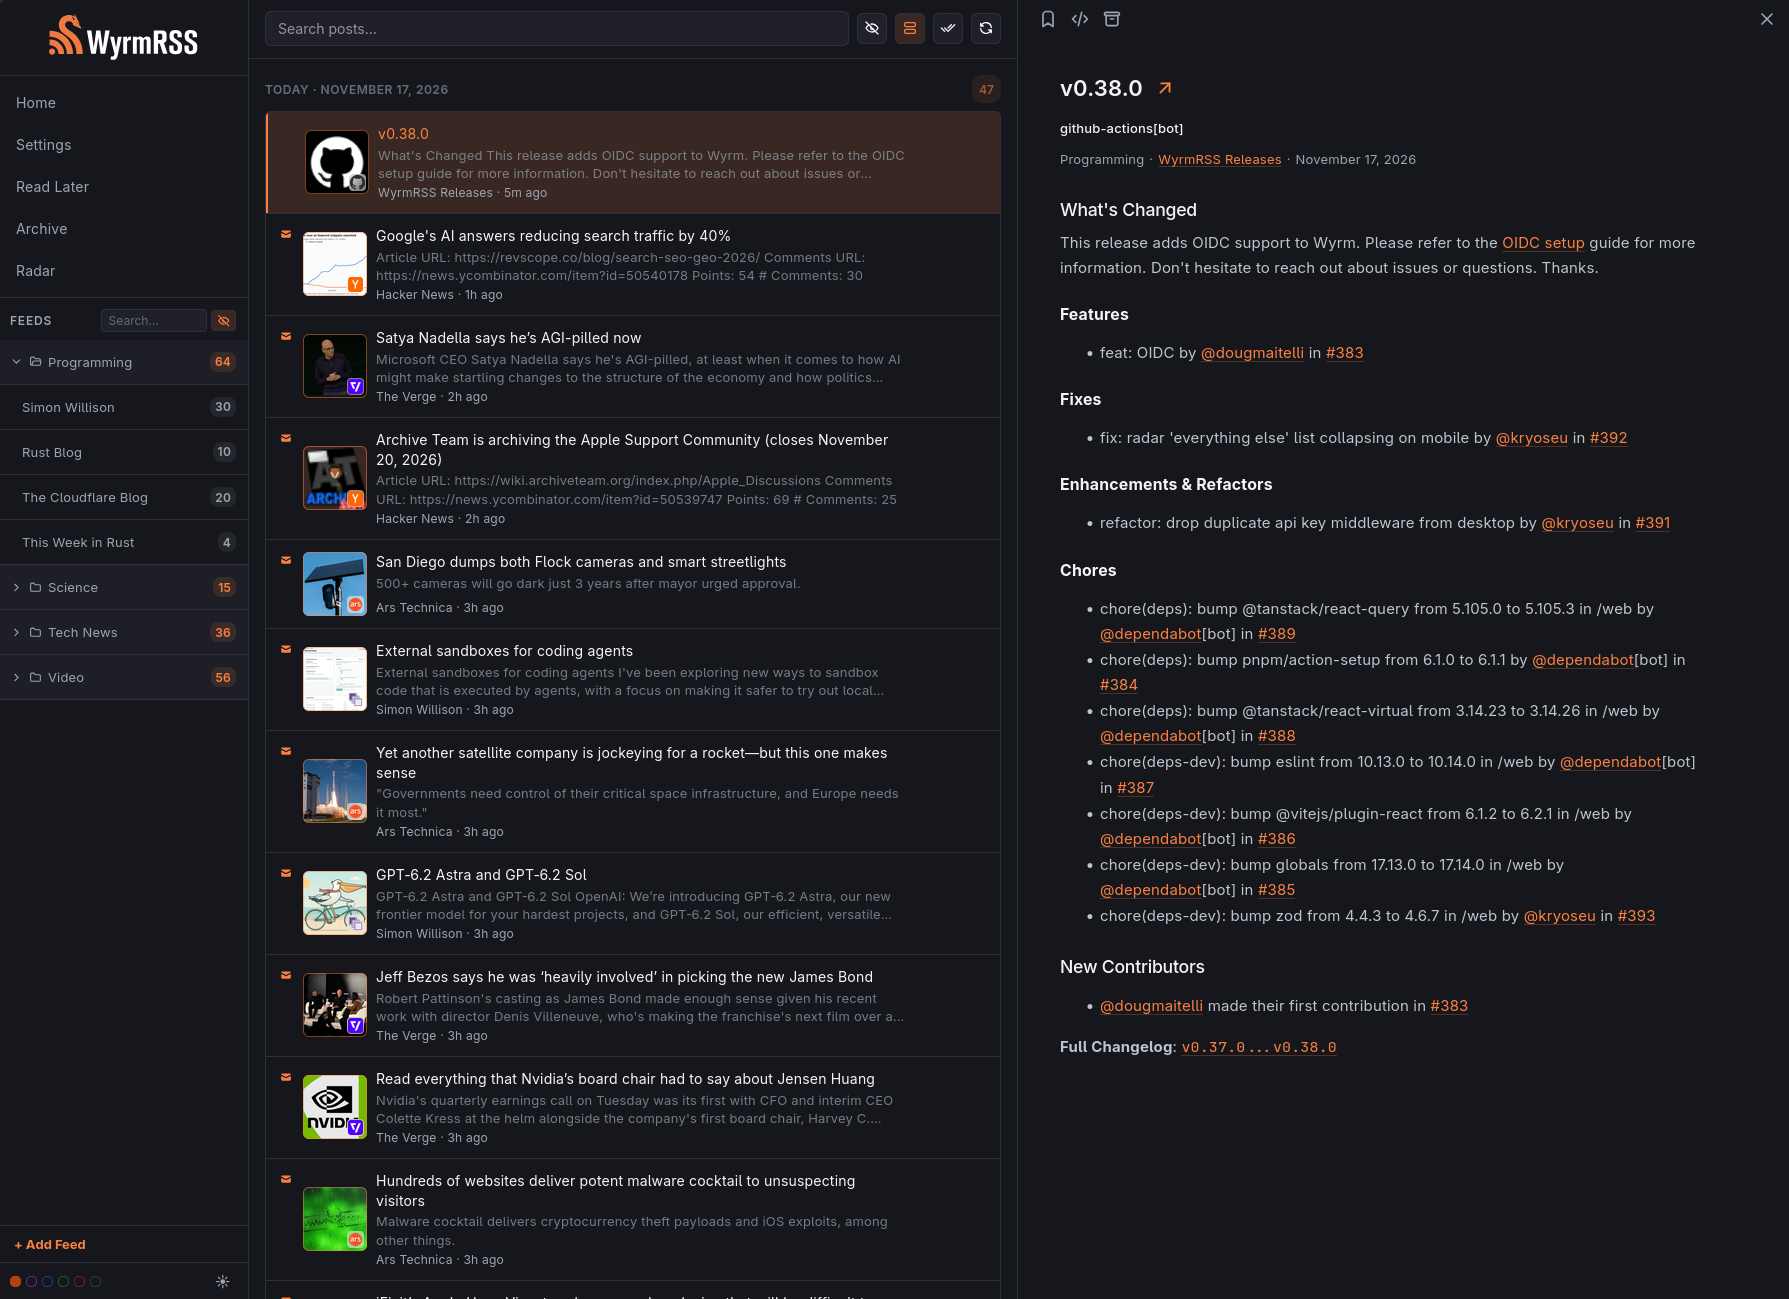 WyrmRSS
Home
Settings
Read Later
Archive
Radar
FEEDS
Search...
Programming
64
Simon Willison
30
Rust Blog
10
The Cloudflare Blog
20
This Week in Rust
4
Science
15
Tech News
36
Video
56
+ Add Feed
Search posts...
TODAY · NOVEMBER 17, 2026
47
v0.38.0
What's Changed This release adds OIDC support to Wyrm. Please refer to the OIDC
setup guide for more information. Don't hesitate to reach out about issues or...
WyrmRSS Releases · 5m ago
Google's AI answers reducing search traffic by 40%
Article URL: https://revscope.co/blog/search-seo-geo-2026/ Comments URL:
https://news.ycombinator.com/item?id=50540178 Points: 54 # Comments: 30
Hacker News · 1h ago
Satya Nadella says he’s AGI-pilled now
Microsoft CEO Satya Nadella says he's AGI-pilled, at least when it comes to how AI
might make startling changes to the structure of the economy and how politics...
The Verge · 2h ago
Archive Team is archiving the Apple Support Community (closes November
20, 2026)
Article URL: https://wiki.archiveteam.org/index.php/Apple_Discussions Comments
URL: https://news.ycombinator.com/item?id=50539747 Points: 69 # Comments: 25
Hacker News · 2h ago
San Diego dumps both Flock cameras and smart streetlights
500+ cameras will go dark just 3 years after mayor urged approval.
Ars Technica · 3h ago
External sandboxes for coding agents
External sandboxes for coding agents I've been exploring new ways to sandbox
code that is executed by agents, with a focus on making it safer to try out local...
Simon Willison · 3h ago
Yet another satellite company is jockeying for a rocket—but this one makes
sense
"Governments need control of their critical space infrastructure, and Europe needs
it most."
Ars Technica · 3h ago
GPT-6.2 Astra and GPT-6.2 Sol
GPT-6.2 Astra and GPT-6.2 Sol OpenAI: We’re introducing GPT-6.2 Astra, our new
frontier model for your hardest projects, and GPT-6.2 Sol, our efficient, versatile...
Simon Willison · 3h ago
Jeff Bezos says he was ‘heavily involved’ in picking the new James Bond
Robert Pattinson's casting as James Bond made enough sense given his recent
work with director Denis Villeneuve, who's making the franchise's next film over a...
The Verge · 3h ago
Read everything that Nvidia’s board chair had to say about Jensen Huang
Nvidia's quarterly earnings call on Tuesday was its first with CFO and interim CEO
Colette Kress at the helm alongside the company's first board chair, Harvey C....
The Verge · 3h ago
Hundreds of websites deliver potent malware cocktail to unsuspecting
visitors
Malware cocktail delivers cryptocurrency theft payloads and iOS exploits, among
other things.
Ars Technica · 3h ago
v0.38.0
github-actions[bot]
Programming · WyrmRSS Releases · November 17, 2026
What's Changed
This release adds OIDC support to Wyrm. Please refer to the OIDC setup guide for more
information. Don't hesitate to reach out about issues or questions. Thanks.
Features
• feat: OIDC by @dougmaitelli in #383
Fixes
• fix: radar 'everything else' list collapsing on mobile by @kryoseu in #392
Enhancements & Refactors
• refactor: drop duplicate api key middleware from desktop by @kryoseu in #391
Chores
• chore(deps): bump @tanstack/react-query from 5.105.0 to 5.105.3 in /web by
@dependabot[bot] in #389
• chore(deps): bump pnpm/action-setup from 6.1.0 to 6.1.1 by @dependabot[bot] in
#384
• chore(deps): bump @tanstack/react-virtual from 3.14.23 to 3.14.26 in /web by
@dependabot[bot] in #388
• chore(deps-dev): bump eslint from 10.13.0 to 10.14.0 in /web by @dependabot[bot]
in #387
• chore(deps-dev): bump @vitejs/plugin-react from 6.1.2 to 6.2.1 in /web by
@dependabot[bot] in #386
• chore(deps-dev): bump globals from 17.13.0 to 17.14.0 in /web by
@dependabot[bot] in #385
• chore(deps-dev): bump zod from 4.4.3 to 4.6.7 in /web by @kryoseu in #393
New Contributors
• @dougmaitelli made their first contribution in #383
Full Changelog: v0.37.0...v0.38.0